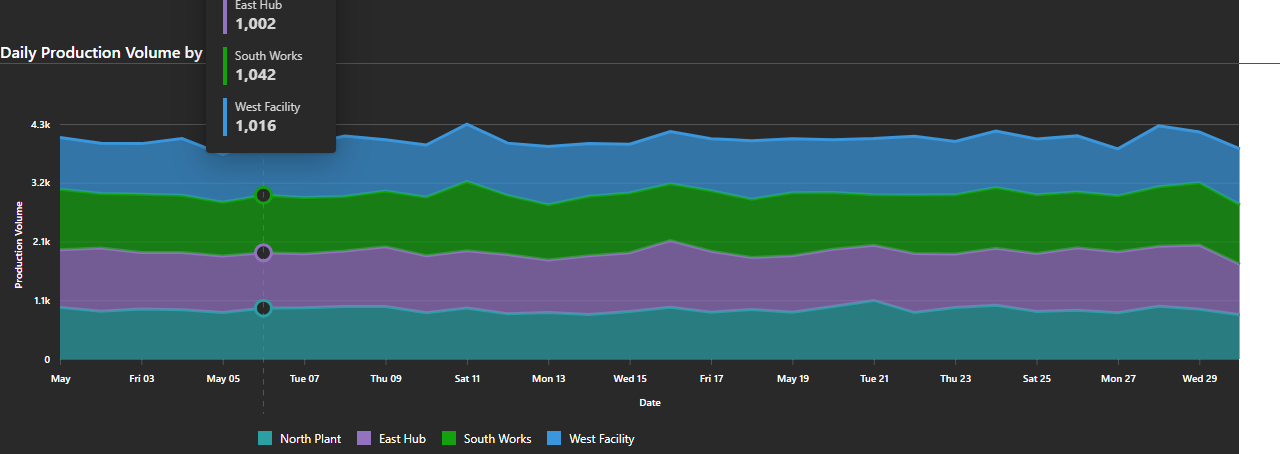 East Hub
1,002
Daily Production Volume by
South Works
1,042
West Facility
1,016
4.3k
3.2k
2.1k
1.1k
0
Production Volume
May
Fri 03
May 05
Tue 07
Thu 09
Sat 11
Mon 13
Wed 15
Fri 17
May 19
Tue 21
Thu 23
Sat 25
Mon 27
Wed 29
Date
North Plant
East Hub
South Works
West Facility